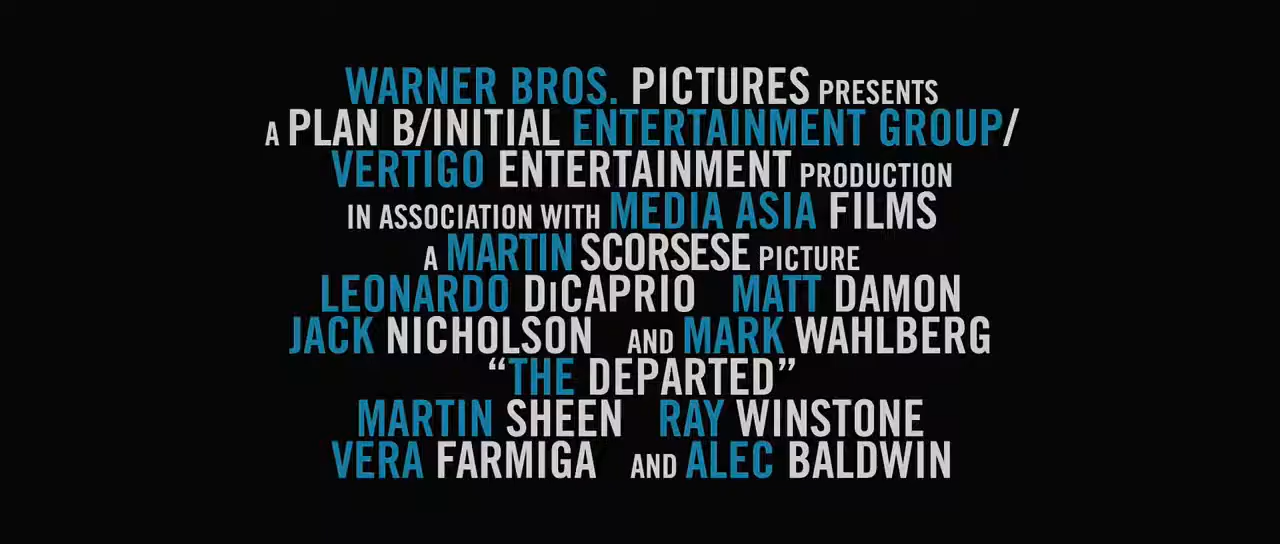 WARNER BROS. PICTURES PRESENTS
A PLAN B/INITIAL ENTERTAINMENT GROUP/
VERTIGO ENTERTAINMENT PRODUCTION
IN ASSOCIATION WITH MEDIA ASIA FILMS
A MARTIN SCORSESE PICTURE
LEONARDO DiCAPRIO MATT DAMON
JACK NICHOLSON AND MARK WAHLBERG
“THE DEPARTED”
MARTIN SHEEN RAY WINSTONE
VERA FARMIGA AND ALEC BALDWIN